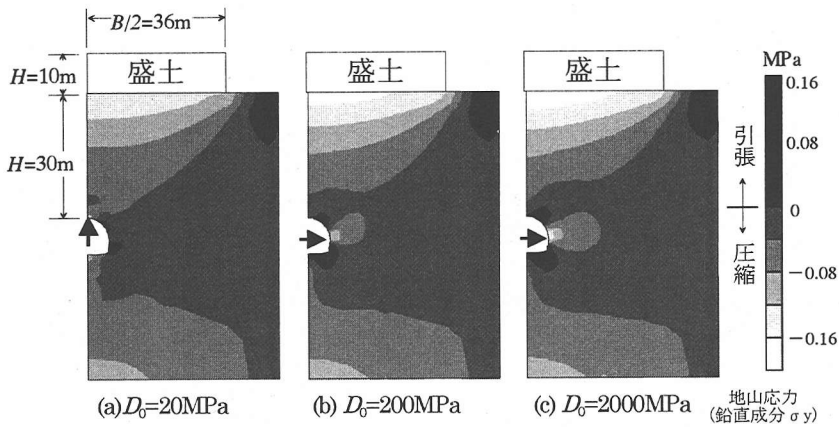 B/2=36m
H=10m
盛土
盛土
盛土
MPa
0.16
H=30m
引張
0.08
0
圧縮
−0.08
−0.16
(a)D₀=20MPa
(b) D₀=200MPa
(c) D₀=2000MPa
地山応力
(鉛直成分σy)